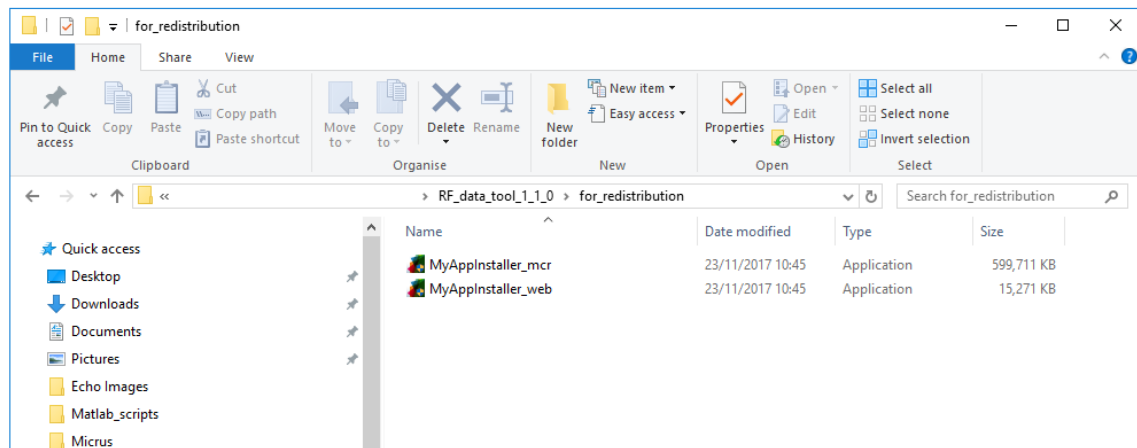 for_redistribution
File Home Share View
Pin to Quick access
Copy
Paste
Cut
Copy path
Paste shortcut
Clipboard
Move to
Copy to
Delete
Rename
Organise
New folder
New item
Easy access
New
Properties
Open
Edit
History
Open
Select all
Select none
Invert selection
Select
« › RF_data_tool_1_1_0 › for_redistribution
Search for_redistribution
Quick access
Desktop
Downloads
Documents
Pictures
Echo Images
Matlab_scripts
Micrus
Name Date modified Type Size
MyAppInstaller_mcr 23/11/2017 10:45 Application 599,711 KB
MyAppInstaller_web 23/11/2017 10:45 Application 15,271 KB